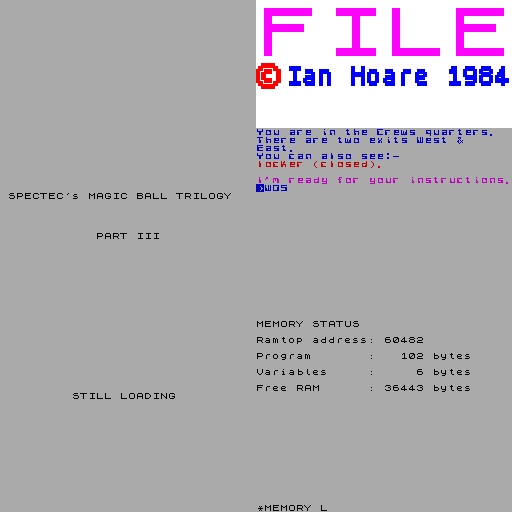 SPECTEC's MAGIC BALL TRILOGY
PART III
STILL LOADING
FILE
© Ian Hoare 1984
You are in the Crews quarters.
There are two exits West &
East.
You can also see:-
locker (closed).
I'm ready for your instructions.
>WOS
MEMORY STATUS
Ramtop address: 60482
Program : 102 bytes
Variables : 6 bytes
Free RAM : 36443 bytes
*MEMORY L